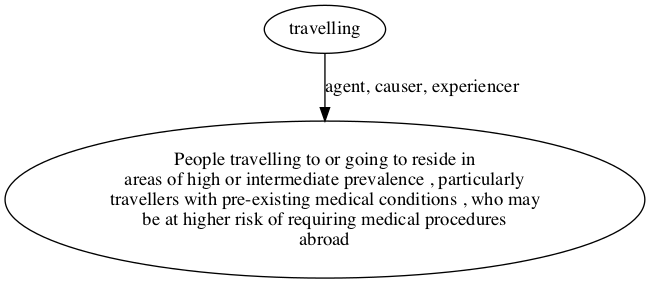 travelling
agent, causer, experiencer
People travelling to or going to reside in
areas of high or intermediate prevalence , particularly
travellers with pre-existing medical conditions , who may
be at higher risk of requiring medical procedures
abroad